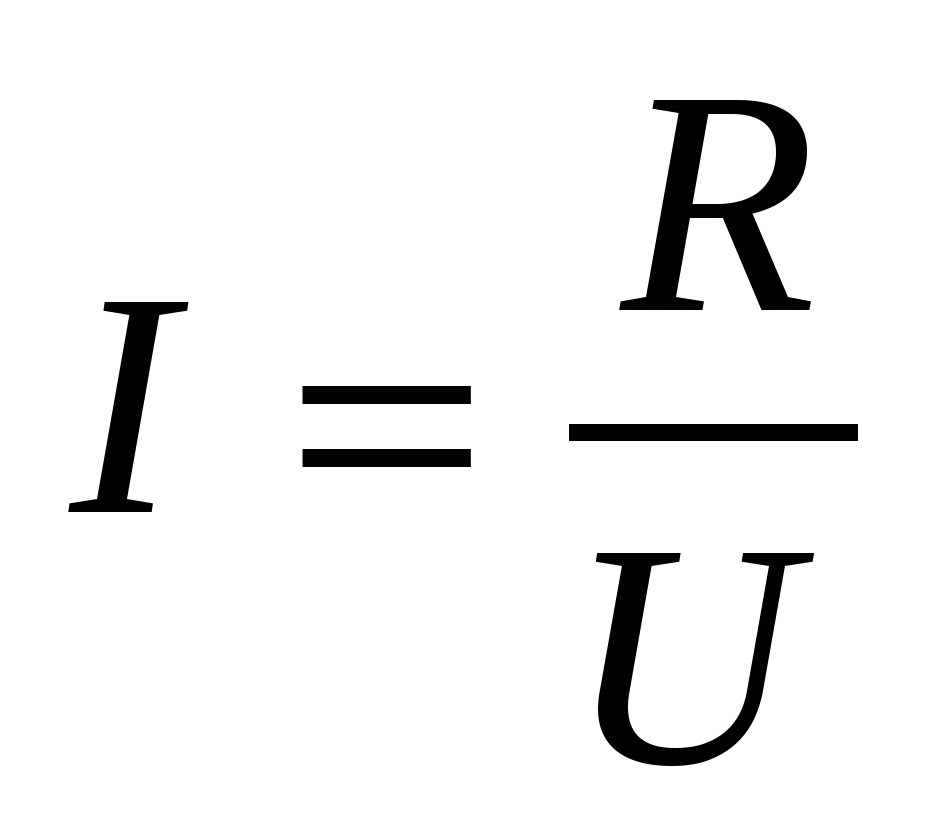 I = R/U